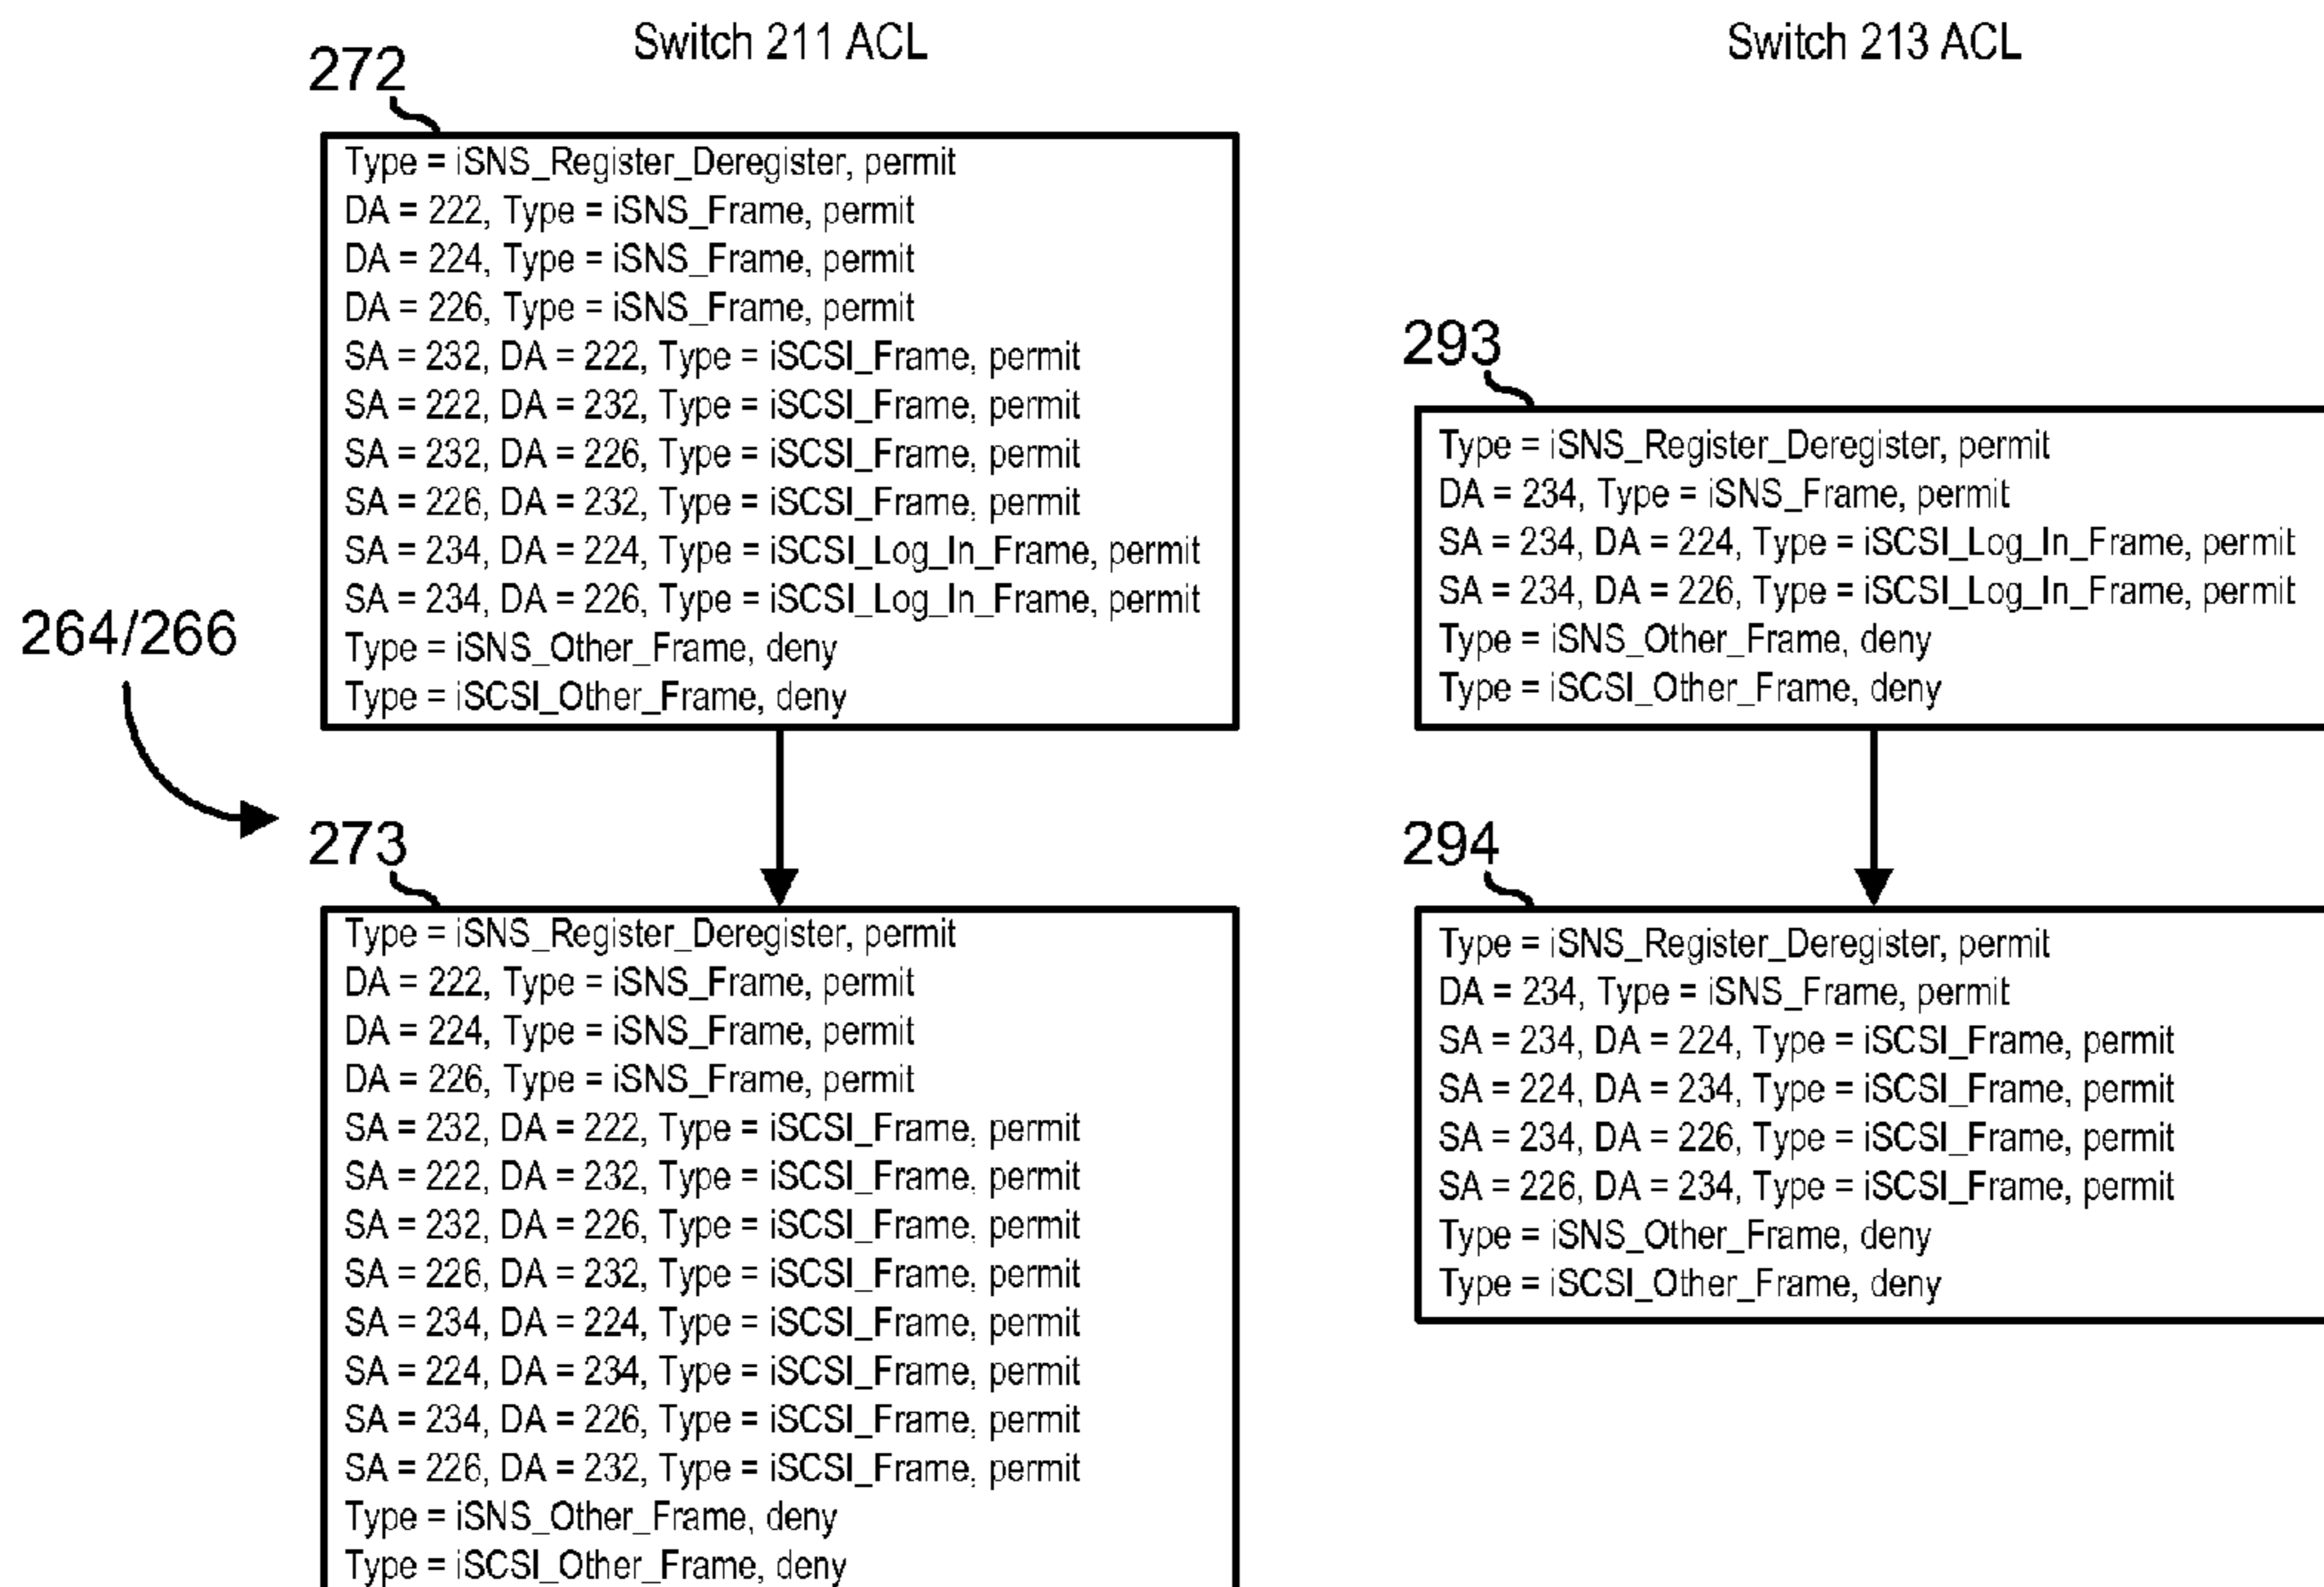 Switch 211 ACL
272
Type = iSNS_Register_Deregister, permit
DA = 222, Type = iSNS_Frame, permit
DA = 224, Type = iSNS_Frame, permit
DA = 226, Type = iSNS_Frame, permit
SA = 232, DA = 222, Type = iSCSI_Frame, permit
SA = 222, DA = 232, Type = iSCSI_Frame, permit
SA = 232, DA = 226, Type = iSCSI_Frame, permit
SA = 226, DA = 232, Type = iSCSI_Frame, permit
SA = 234, DA = 224, Type = iSCSI_Log_In_Frame, permit
SA = 234, DA = 226, Type = iSCSI_Log_In_Frame, permit
Type = iSNS_Other_Frame, deny
Type = iSCSI_Other_Frame, deny
264/266
273
Type = iSNS_Register_Deregister, permit
DA = 222, Type = iSNS_Frame, permit
DA = 224, Type = iSNS_Frame, permit
DA = 226, Type = iSNS_Frame, permit
SA = 232, DA = 222, Type = iSCSI_Frame, permit
SA = 222, DA = 232, Type = iSCSI_Frame, permit
SA = 232, DA = 226, Type = iSCSI_Frame, permit
SA = 226, DA = 232, Type = iSCSI_Frame, permit
SA = 234, DA = 224, Type = iSCSI_Frame, permit
SA = 224, DA = 234, Type = iSCSI_Frame, permit
SA = 234, DA = 226, Type = iSCSI_Frame, permit
SA = 226, DA = 232, Type = iSCSI_Frame, permit
Type = iSNS_Other_Frame, deny
Type = iSCSI_Other_Frame, deny
Switch 213 ACL
293
Type = iSNS_Register_Deregister, permit
DA = 234, Type = iSNS_Frame, permit
SA = 234, DA = 224, Type = iSCSI_Log_In_Frame, permit
SA = 234, DA = 226, Type = iSCSI_Log_In_Frame, permit
Type = iSNS_Other_Frame, deny
Type = iSCSI_Other_Frame, deny
294
Type = iSNS_Register_Deregister, permit
DA = 234, Type = iSNS_Frame, permit
SA = 234, DA = 224, Type = iSCSI_Frame, permit
SA = 224, DA = 234, Type = iSCSI_Frame, permit
SA = 234, DA = 226, Type = iSCSI_Frame, permit
SA = 226, DA = 234, Type = iSCSI_Frame, permit
Type = iSNS_Other_Frame, deny
Type = iSCSI_Other_Frame, deny